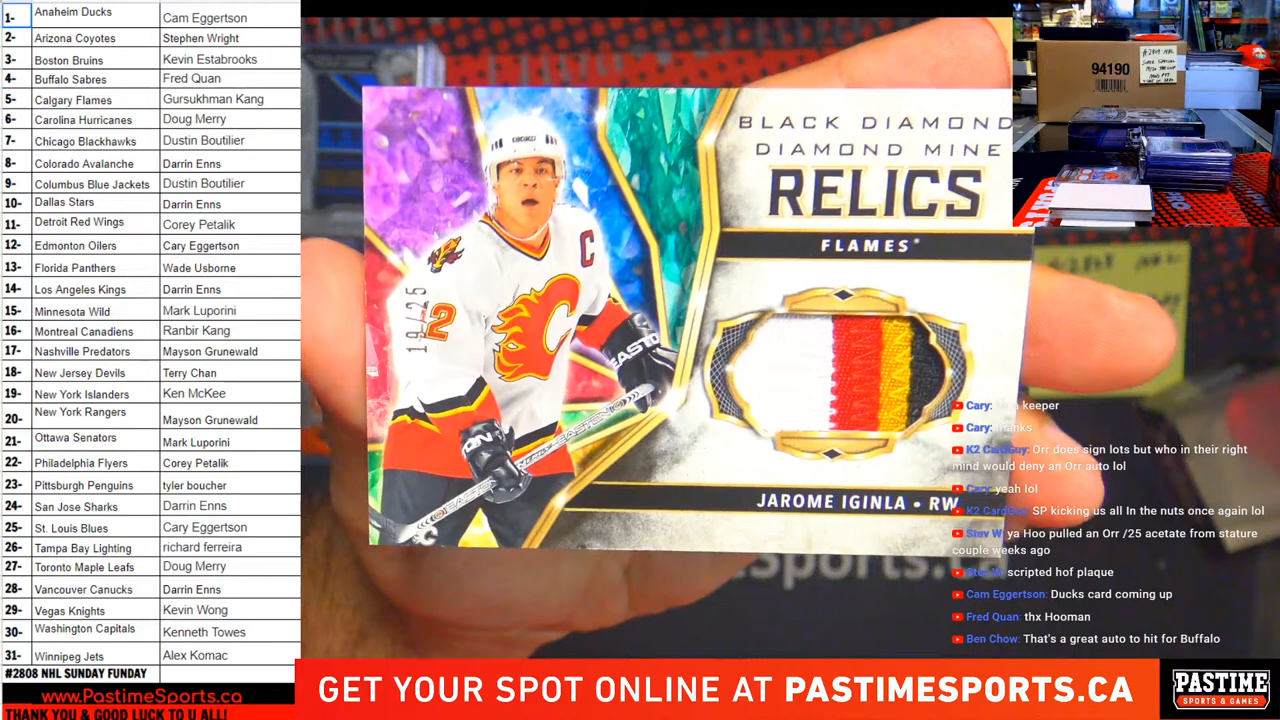 1- Anaheim Ducks Cam Eggertson
2- Arizona Coyotes Stephen Wright
3- Boston Bruins Kevin Estabrooks
4- Buffalo Sabres Fred Quan
5- Calgary Flames Gursukhman Kang
6- Carolina Hurricanes Doug Merry
7- Chicago Blackhawks Dustin Boutilier
8- Colorado Avalanche Darrin Enns
9- Columbus Blue Jackets Dustin Boutilier
10- Dallas Stars Darrin Enns
11- Detroit Red Wings Corey Petalik
12- Edmonton Oilers Cary Eggertson
13- Florida Panthers Wade Usborne
14- Los Angeles Kings Darrin Enns
15- Minnesota Wild Mark Luporini
16- Montreal Canadiens Ranbir Kang
17- Nashville Predators Mayson Grunewald
18- New Jersey Devils Terry Chan
19- New York Islanders Ken McKee
20- New York Rangers Mayson Grunewald
21- Ottawa Senators Mark Luporini
22- Philadelphia Flyers Corey Petalik
23- Pittsburgh Penguins tyler boucher
24- San Jose Sharks Darrin Enns
25- St. Louis Blues Cary Eggertson
26- Tampa Bay Lighting richard ferreira
27- Toronto Maple Leafs Doug Merry
28- Vancouver Canucks Darrin Enns
29- Vegas Knights Kevin Wong
30- Washington Capitals Kenneth Towes
31- Winnipeg Jets Alex Komac
#2808 NHL SUNDAY FUNDAY
www.PastimeSports.ca
THANK YOU & GOOD LUCK TO U ALL!
BLACK DIAMOND
DIAMOND MINE
RELICS
FLAMES
19/25
2
C
EASTON
EASTON
JAROME IGINLA • RW
94190
#2809 NHL
Cary: keeper
Cary: thanks
K2 CardGuy: Orr does sign lots but who in their right
mind would deny an Orr auto lol
Cary: yeah lol
K2 CardGuy: SP kicking us all In the nuts once again lol
Stev W: ya Hoo pulled an Orr /25 acetate from stature
couple weeks ago
Stev W: scripted hof plaque
Cam Eggertson: Ducks card coming up
Fred Quan: thx Hooman
Ben Chow: That's a great auto to hit for Buffalo
GET YOUR SPOT ONLINE AT PASTIMESPORTS.CA
PASTIME
SPORTS & GAMES